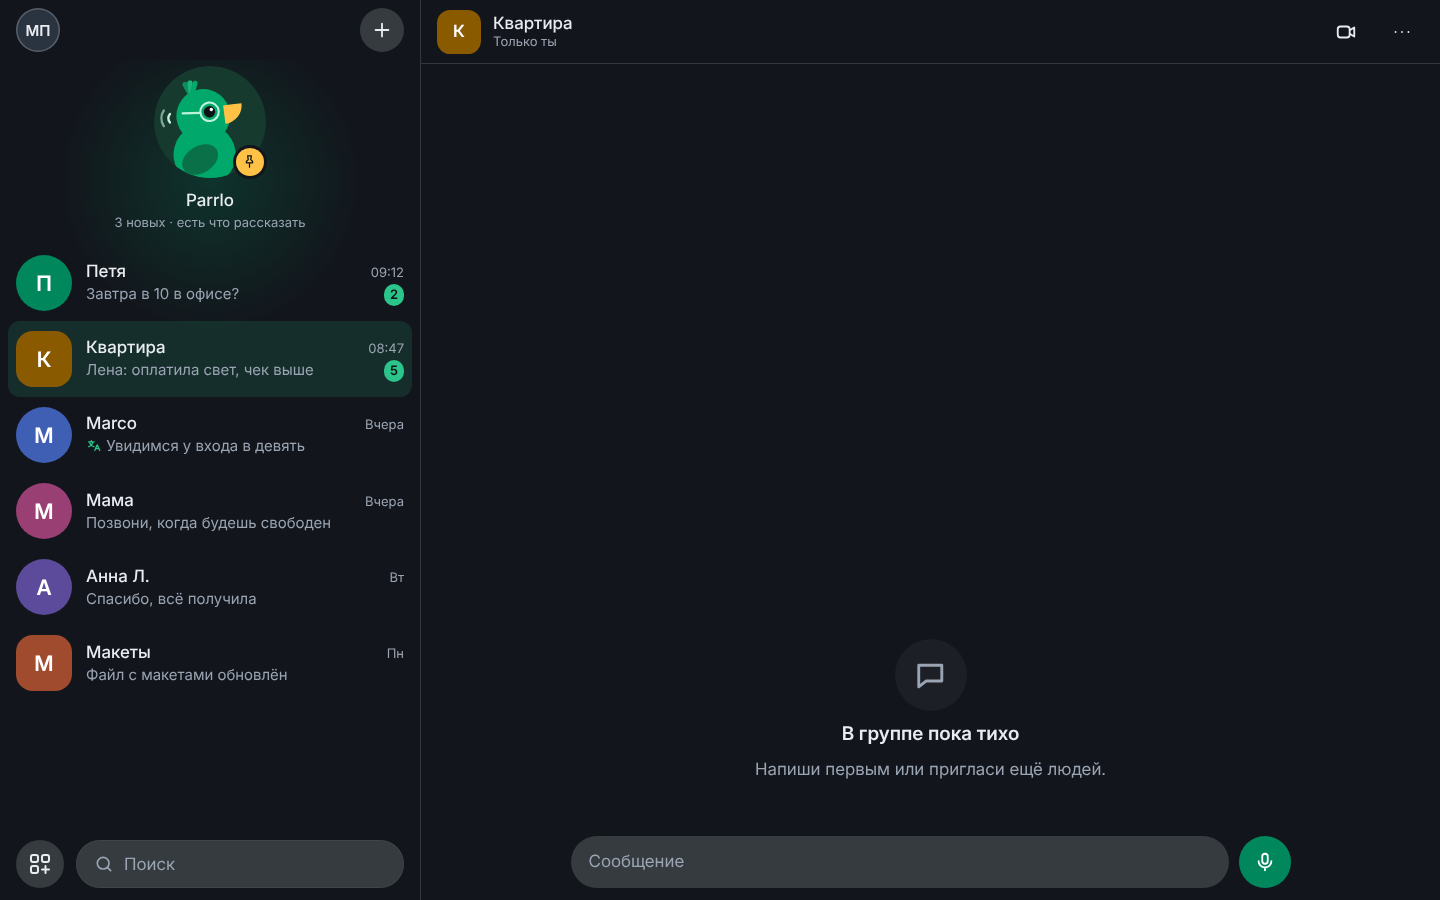 МП
Parrlo
3 новых · есть что рассказать
П
Петя
09:12
Завтра в 10 в офисе?
2
К
Квартира
08:47
Лена: оплатила свет, чек выше
5
M
Marco
Вчера
Увидимся у входа в девять
М
Мама
Вчера
Позвони, когда будешь свободен
А
Анна Л.
Вт
Спасибо, всё получила
М
Макеты
Пн
Файл с макетами обновлён
Поиск
К
Квартира
Только ты
В группе пока тихо
Напиши первым или пригласи ещё людей.
Сообщение